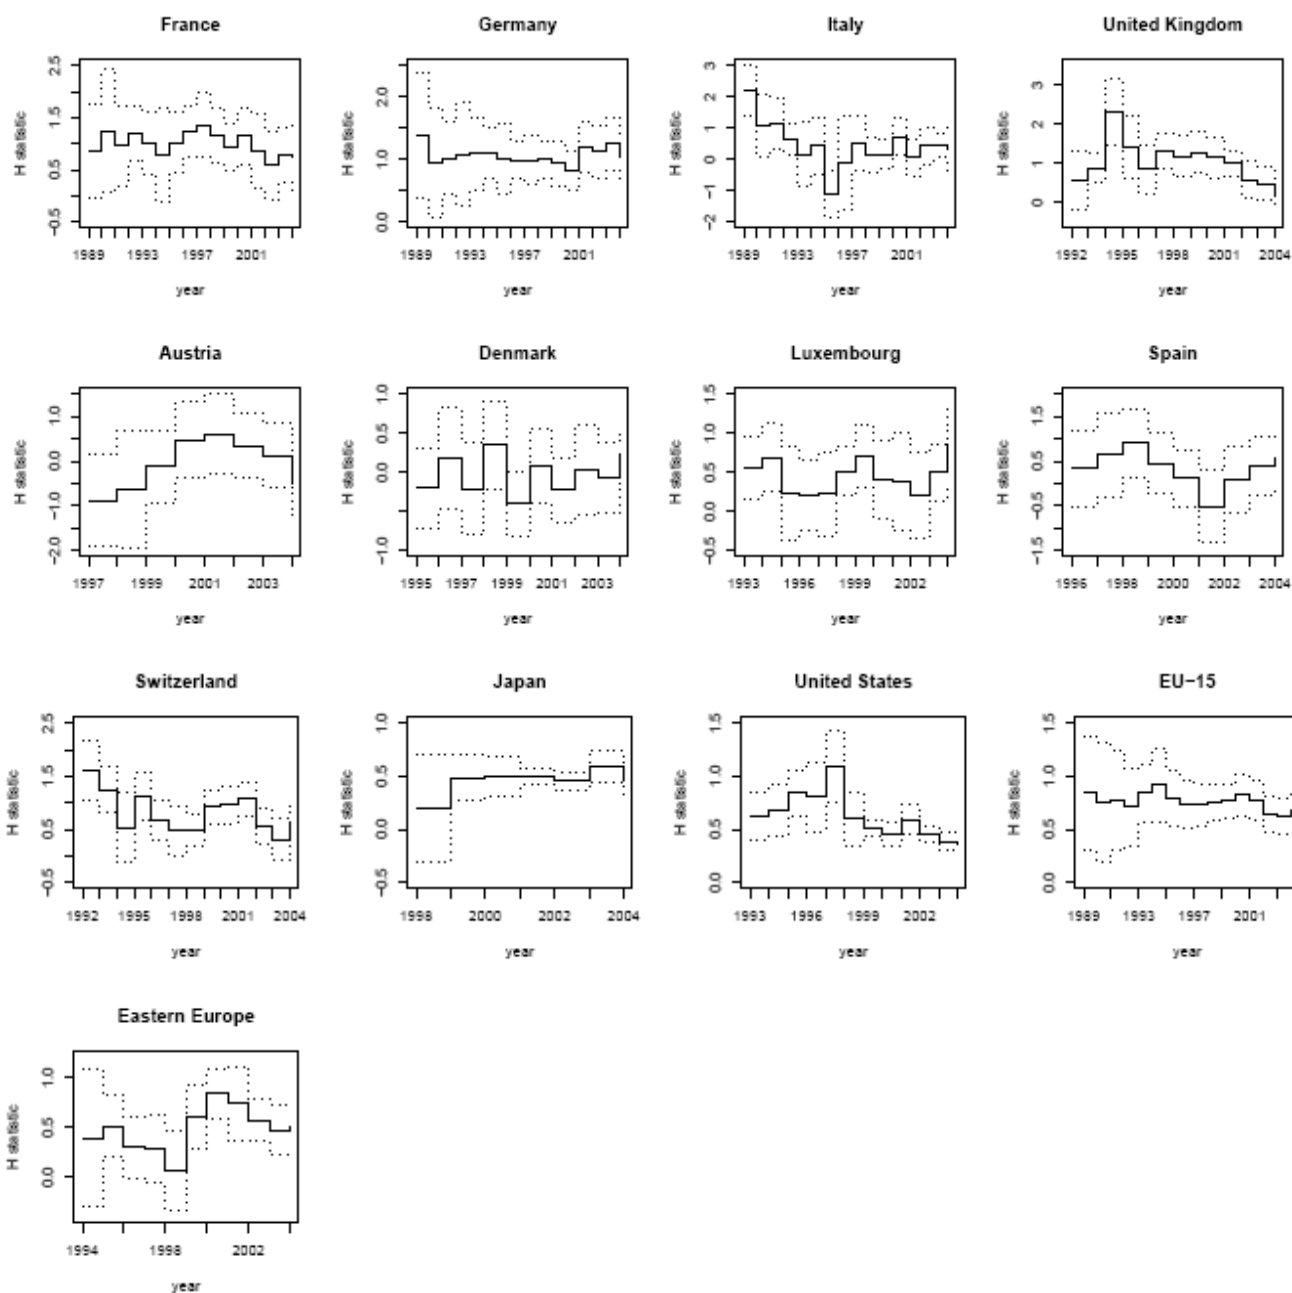 France Germany Italy United Kingdom
H statistic -0.5 0.5 1.5 2.5
H statistic 0.0 1.0 2.0
H statistic -2 -1 0 1 2 3
H statistic 0 1 2 3
1989 1993 1997 2001
1989 1993 1997 2001
1989 1993 1997 2001
1992 1995 1998 2001 2004
year year year year
Austria Denmark Luxembourg Spain
H statistic -2.0 -1.0 0.0 1.0
H statistic -1.0 0.0 0.5 1.0
H statistic -0.5 0.0 0.5 1.0 1.5
H statistic -1.5 -0.5 0.5 1.5
1997 1999 2001 2003
1995 1997 1999 2001 2003
1993 1996 1999 2002
1996 1998 2000 2002 2004
year year year year
Switzerland Japan United States EU-15
H statistic -0.5 0.5 1.5 2.5
H statistic -0.5 0.0 0.5 1.0
H statistic 0.0 0.5 1.0 1.5
H statistic 0.0 0.5 1.0 1.5
1992 1995 1998 2001 2004
1998 2000 2002 2004
1993 1996 1999 2002
1989 1993 1997 2001
year year year year
Eastern Europe
H statistic 0.0 0.5 1.0
1994 1998 2002
year